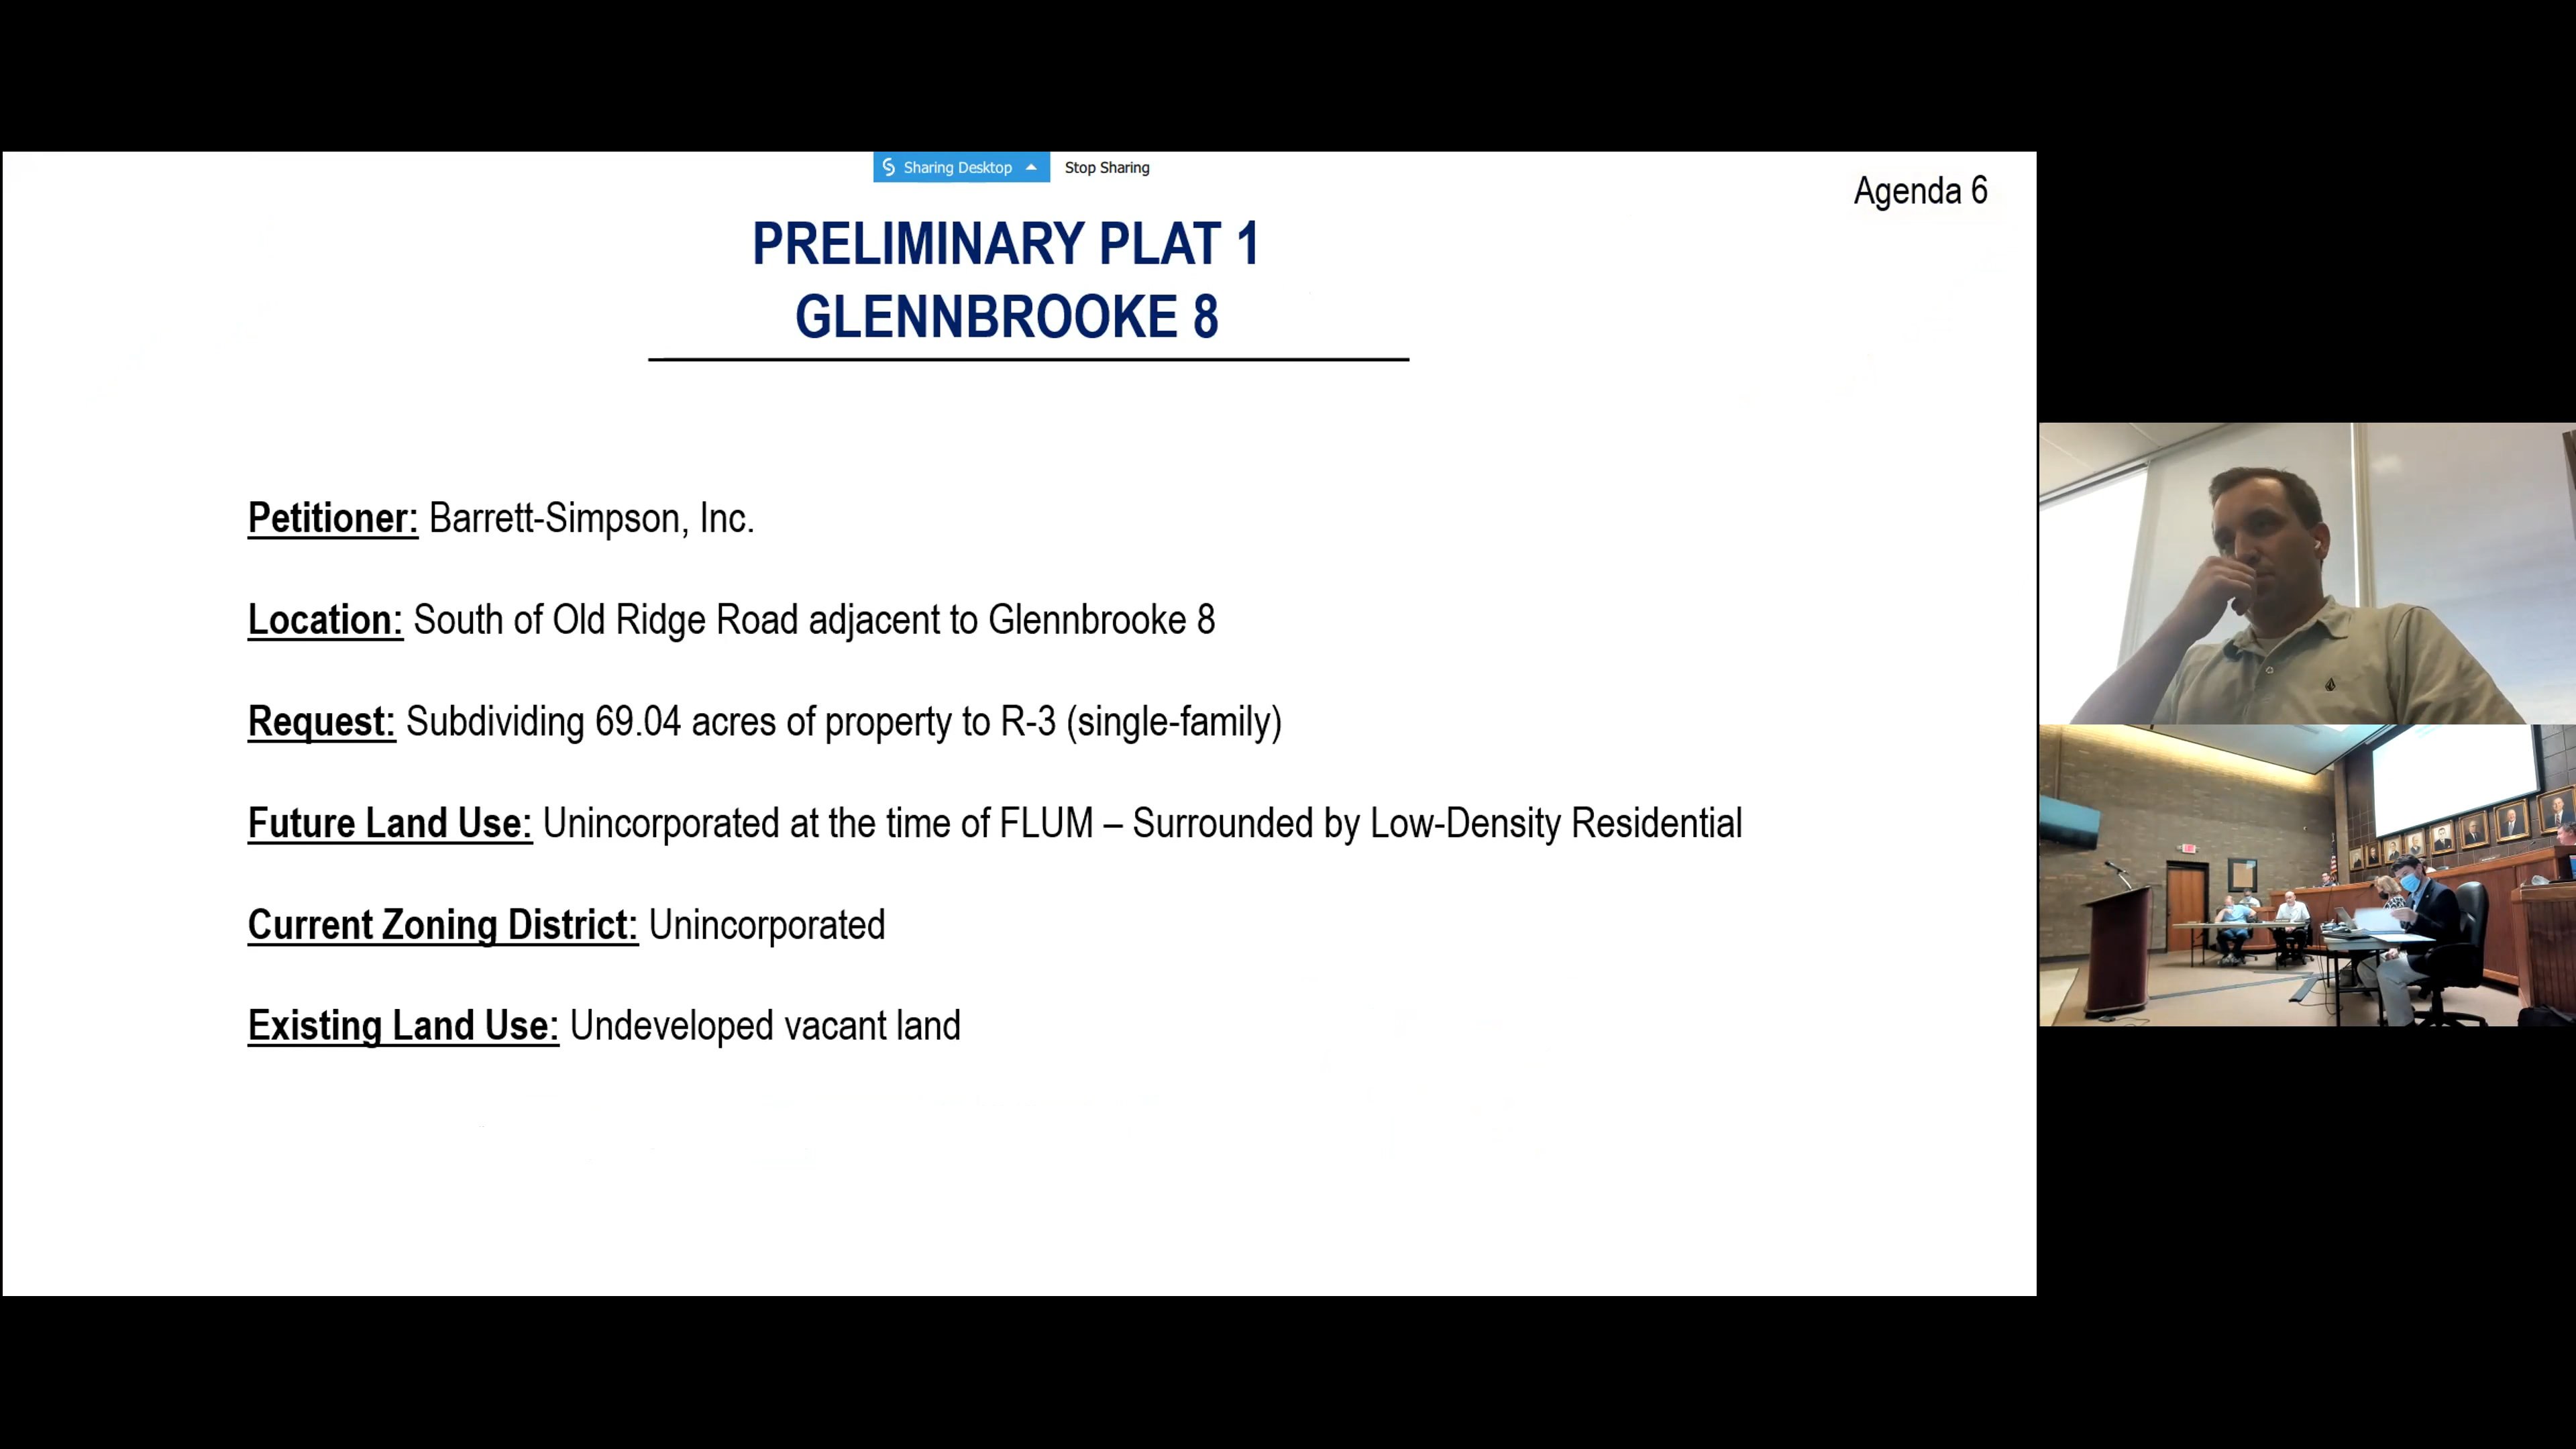 Sharing Desktop Stop Sharing
Agenda 6
PRELIMINARY PLAT 1
GLENNBROOKE 8
Petitioner: Barrett-Simpson, Inc.
Location: South of Old Ridge Road adjacent to Glennbrooke 8
Request: Subdividing 69.04 acres of property to R-3 (single-family)
Future Land Use: Unincorporated at the time of FLUM – Surrounded by Low-Density Residential
Current Zoning District: Unincorporated
Existing Land Use: Undeveloped vacant land